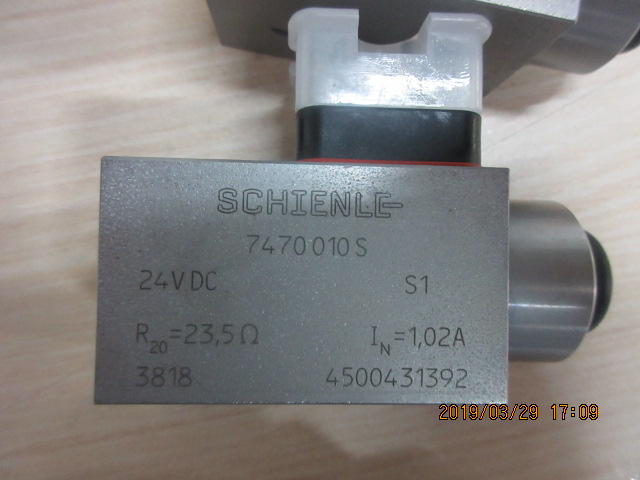 SCHIENLE
7470010S
24VDC S1
R20=23,5Ω IN=1,02A
3818 4500431392
2019/03/29 17:09